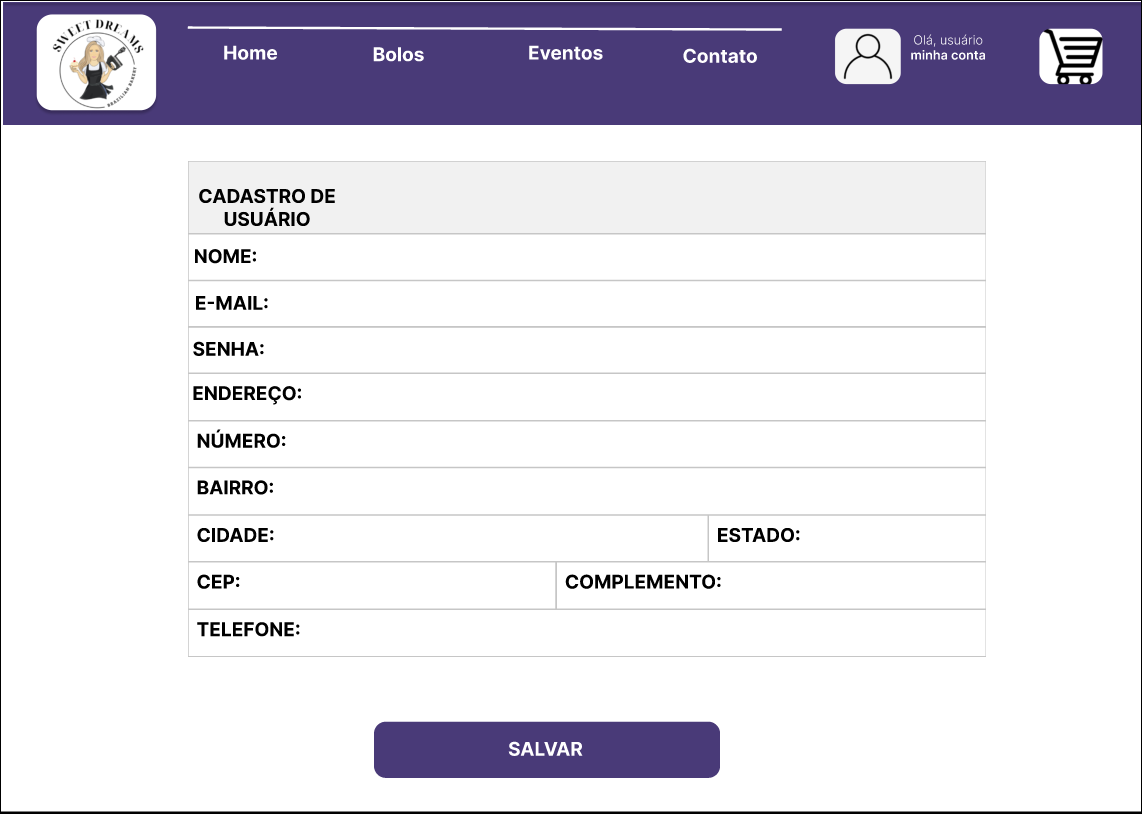 SWEET DREAMS
BRAZILIAN BAKERY
Home
Bolos
Eventos
Contato
Olá, usuário
minha conta
CADASTRO DE
USUÁRIO
NOME:
E-MAIL:
SENHA:
ENDEREÇO:
NÚMERO:
BAIRRO:
CIDADE:
ESTADO:
CEP:
COMPLEMENTO:
TELEFONE:
SALVAR